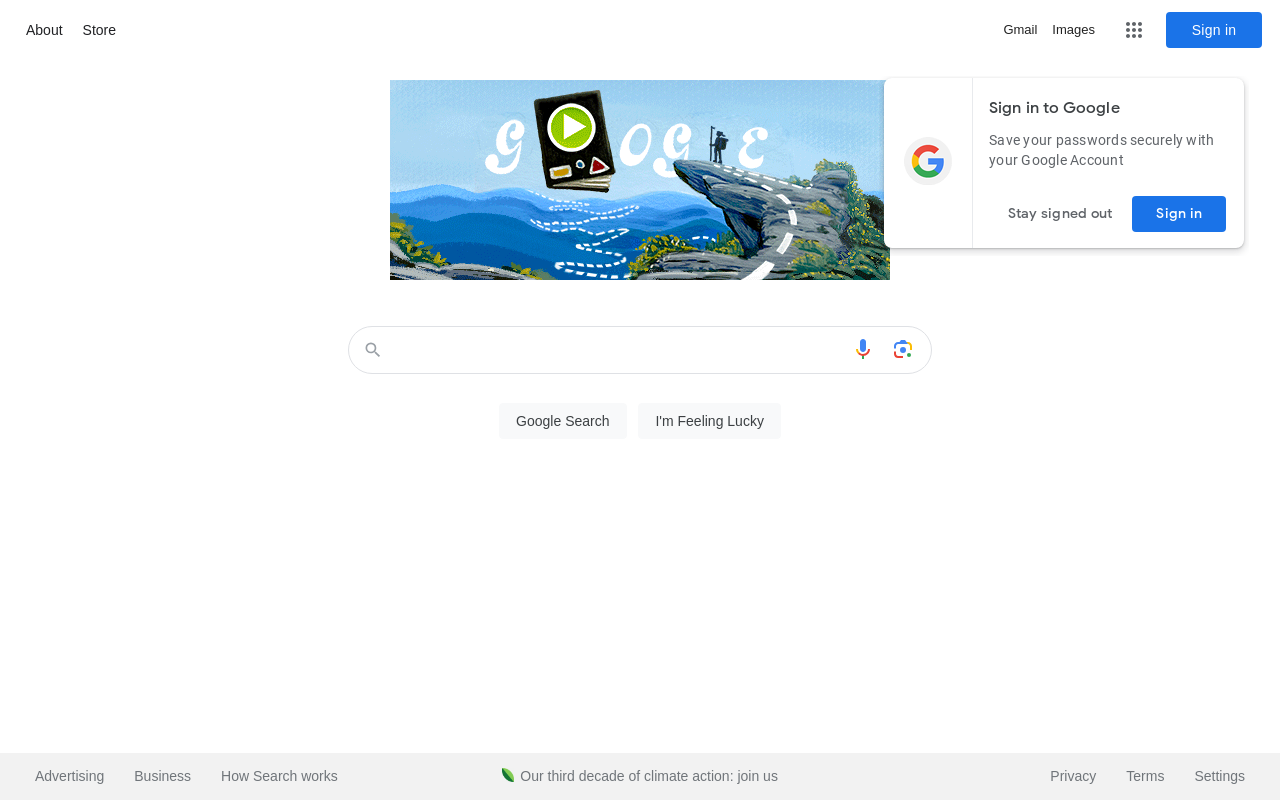 About Store
Gmail Images
Sign in
G OG E
Sign in to Google
Save your passwords securely with
your Google Account
Stay signed out
Sign in
Google Search
I'm Feeling Lucky
Advertising Business How Search works
Our third decade of climate action: join us
Privacy Terms Settings